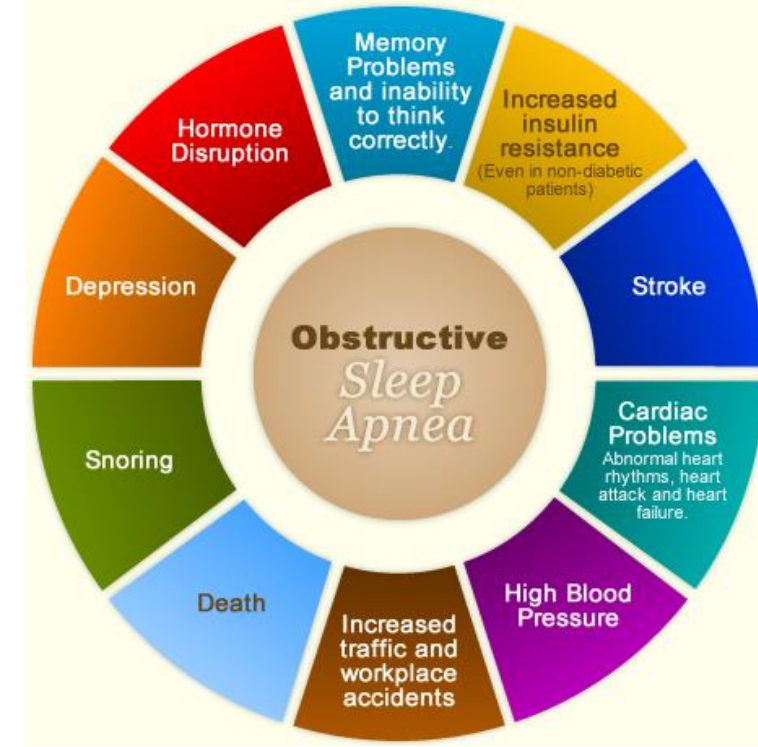 Memory
Problems
and inability
to think
correctly.
Increased
insulin
resistance
(Even in non-diabetic
patients)
Stroke
Cardiac
Problems
Abnormal heart
rhythms, heart
attack and heart
failure.
High Blood
Pressure
Increased
traffic and
workplace
accidents
Death
Snoring
Depression
Hormone
Disruption
Obstructive
Sleep
Apnea